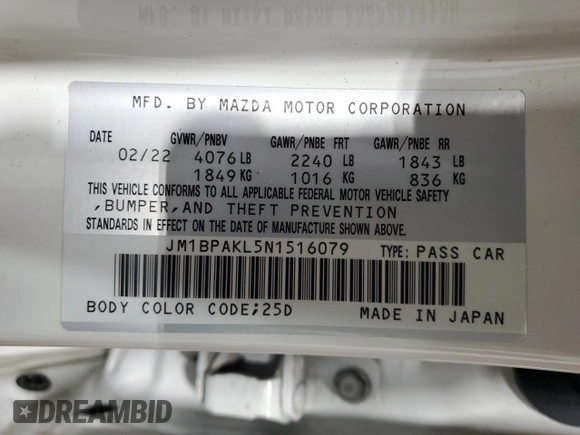 MFD. BY MAZDA MOTOR CORPORATION
DATE GVWR/PNBV GAWR/PNBE FRT GAWR/PNBE RR
02/22 4076 LB 2240 LB 1843 LB
1849 KG 1016 KG 836 KG
THIS VEHICLE CONFORMS TO ALL APPLICABLE FEDERAL MOTOR VEHICLE SAFETY
,BUMPER,AND THEFT PREVENTION
STANDARDS IN EFFECT ON THE DATE OF MANUFACTURE SHOWN ABOVE.
JM1BPAKL5N1516079 TYPE: PASS CAR
BODY COLOR CODE;25D MADE IN JAPAN
DREAMBID